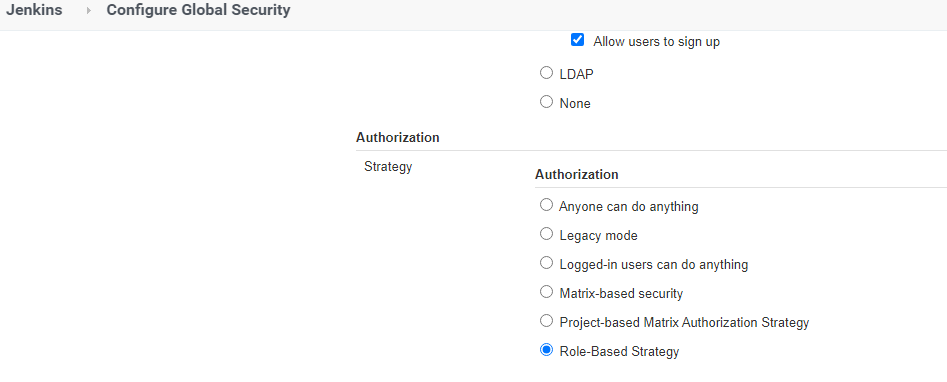 Jenkins Configure Global Security
Allow users to sign up
LDAP
None
Authorization
Strategy
Authorization
Anyone can do anything
Legacy mode
Logged-in users can do anything
Matrix-based security
Project-based Matrix Authorization Strategy
Role-Based Strategy